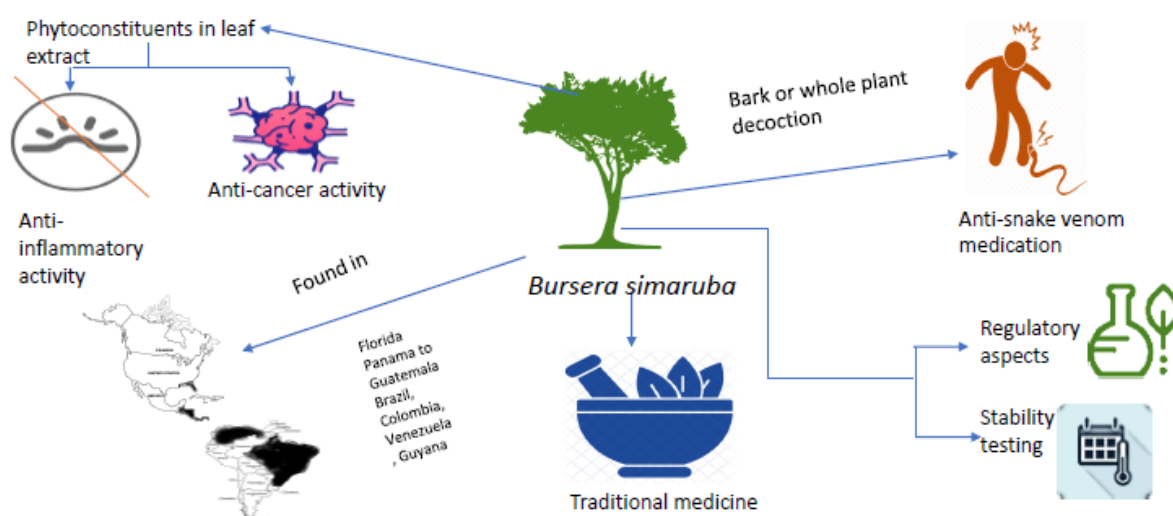 Phytoconstituents in leaf
extract
Anti-cancer activity
Anti-
inflammatory
activity
Bark or whole plant
decoction
Anti-snake venom
medication
Found in
Bursera simaruba
Florida
Panama to
Guatemala
Brazil,
Colombia,
Venezuela
, Guyana
Regulatory
aspects
Stability
testing
Traditional medicine